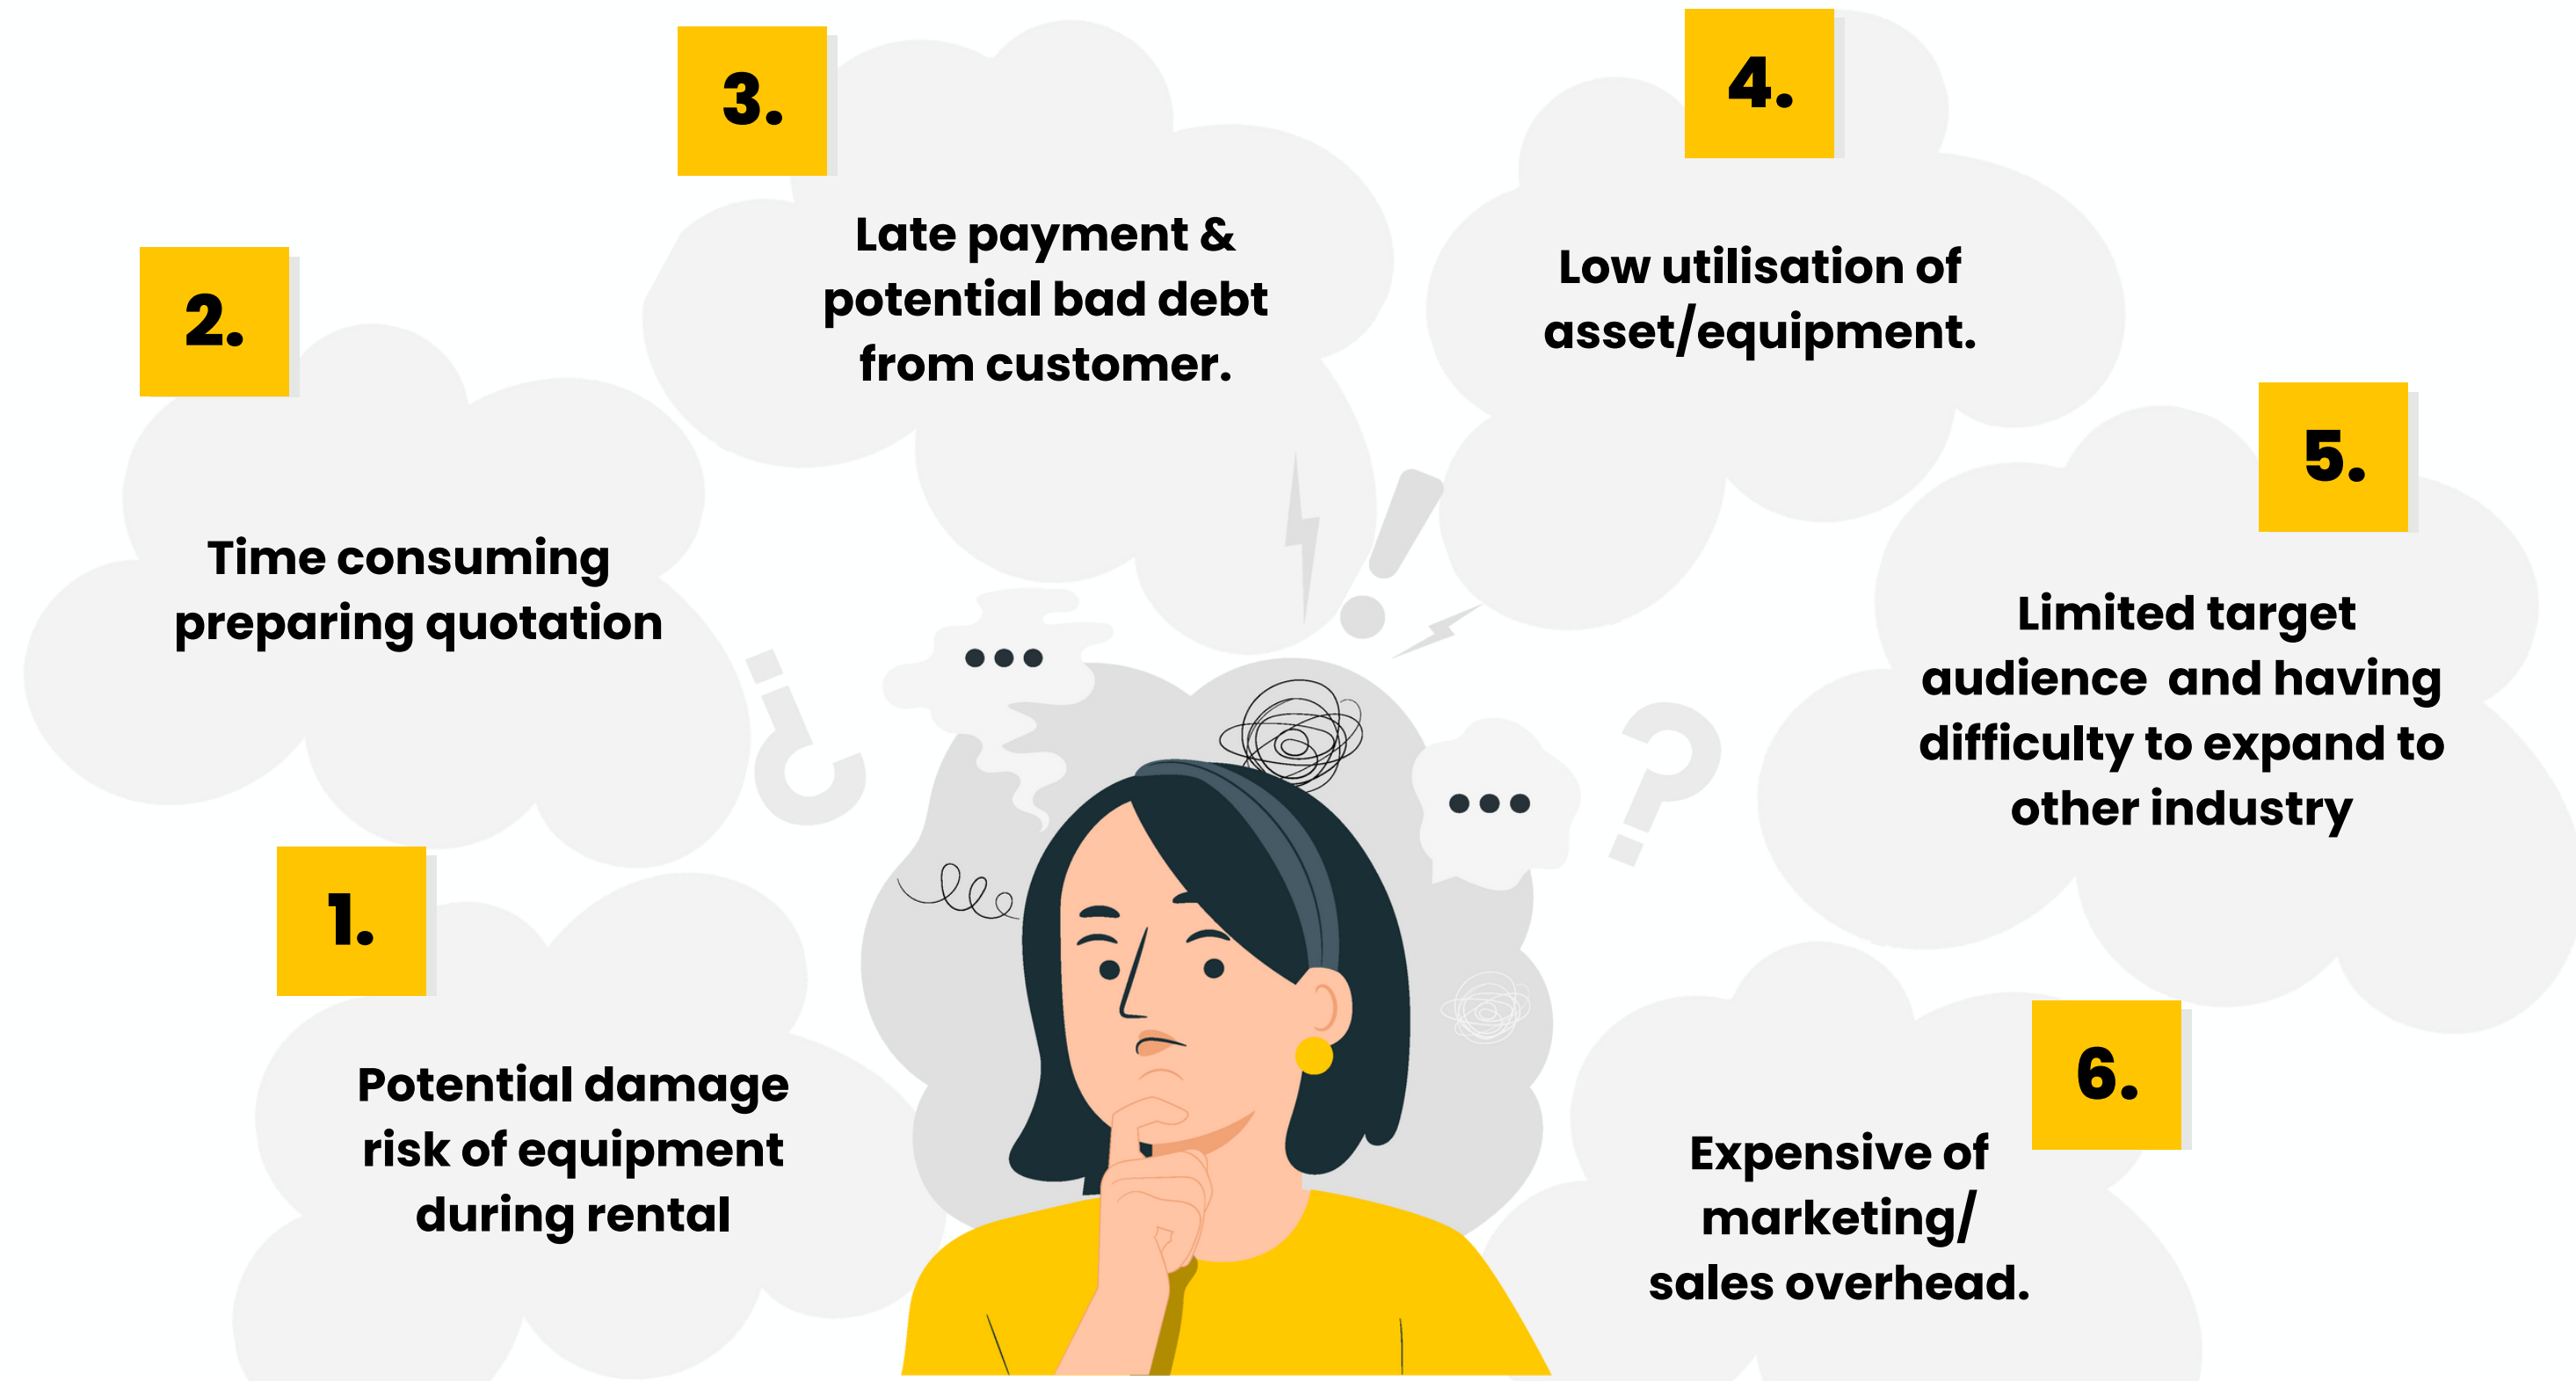 1.
Potential damage
risk of equipment
during rental
2.
Time consuming
preparing quotation
3.
Late payment &
potential bad debt
from customer.
4.
Low utilisation of
asset/equipment.
5.
Limited target
audience  and having
difficulty to expand to
other industry
6.
Expensive of
marketing/
sales overhead.